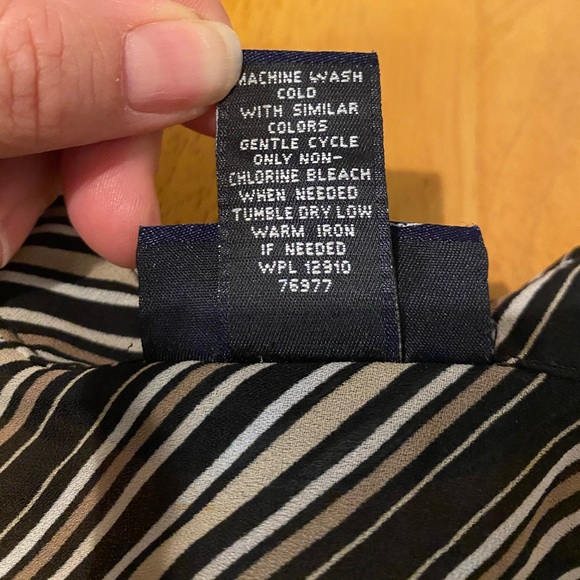 MACHINE WASH
COLD
WITH SIMILAR
COLORS
GENTLE CYCLE
ONLY NON-
CHLORINE BLEACH
WHEN NEEDED
TUMBLE DRY LOW
WARM IRON
IF NEEDED
WPL 12910
76977